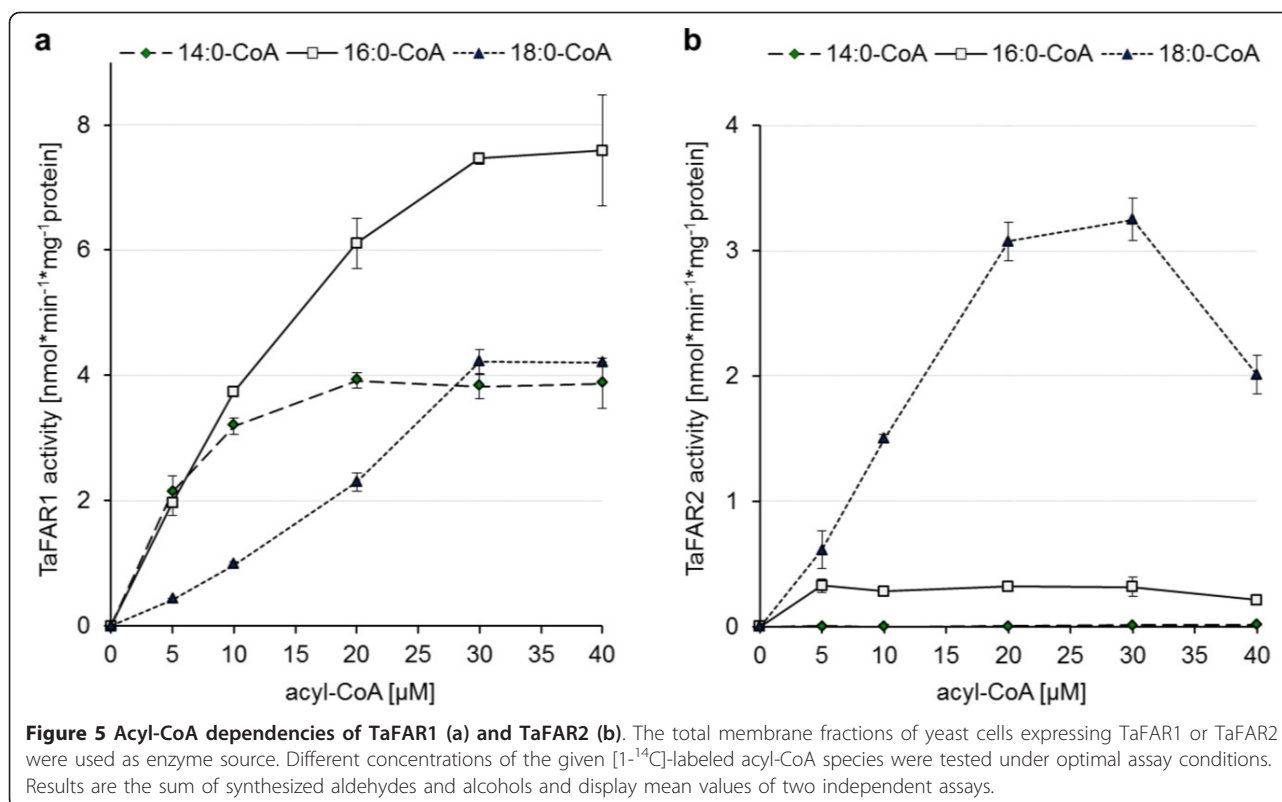 a
14:0-CoA 16:0-CoA 18:0-CoA
TaFAR1 activity [nmol*min⁻¹*mg⁻¹protein]
8
6
4
2
0
0 5 10 15 20 25 30 35 40
acyl-CoA [µM]
b
14:0-CoA 16:0-CoA 18:0-CoA
TaFAR2 activity [nmol*min⁻¹*mg⁻¹protein]
4
3
2
1
0
0 5 10 15 20 25 30 35 40
acyl-CoA [µM]
Figure 5 Acyl-CoA dependencies of TaFAR1 (a) and TaFAR2 (b). The total membrane fractions of yeast cells expressing TaFAR1 or TaFAR2
were used as enzyme source. Different concentrations of the given [1-¹⁴C]-labeled acyl-CoA species were tested under optimal assay conditions.
Results are the sum of synthesized aldehydes and alcohols and display mean values of two independent assays.